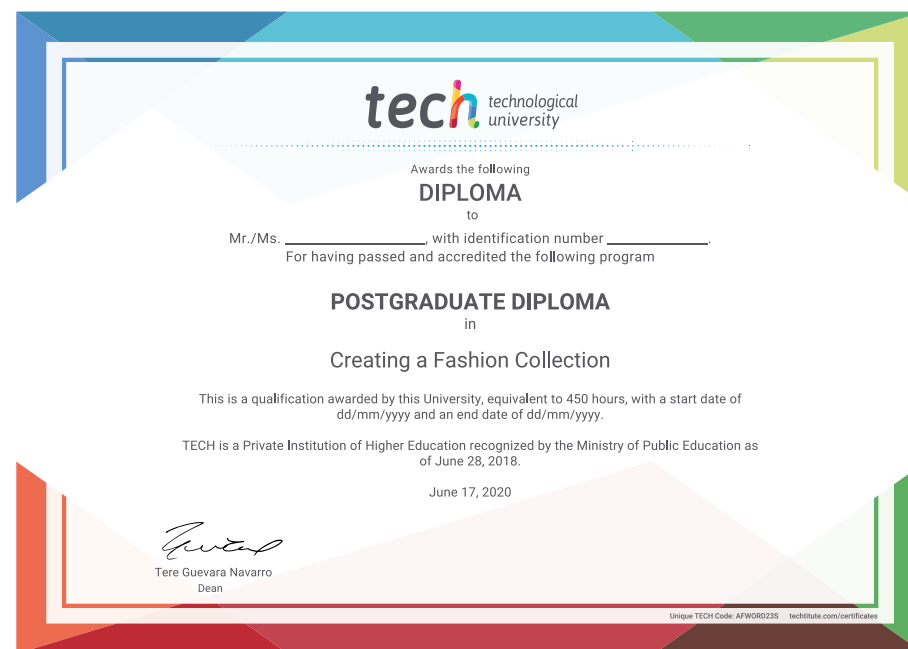 tech technological
university
Awards the following
DIPLOMA
to
Mr./Ms. ____________________, with identification number ______________.
For having passed and accredited the following program
POSTGRADUATE DIPLOMA
in
Creating a Fashion Collection
This is a qualification awarded by this University, equivalent to 450 hours, with a start date of
dd/mm/yyyy and an end date of dd/mm/yyyy.
TECH is a Private Institution of Higher Education recognized by the Ministry of Public Education as
of June 28, 2018.
June 17, 2020
Tere Guevara Navarro
Dean
Unique TECH Code: AFWORD23S techtitute.com/certificates